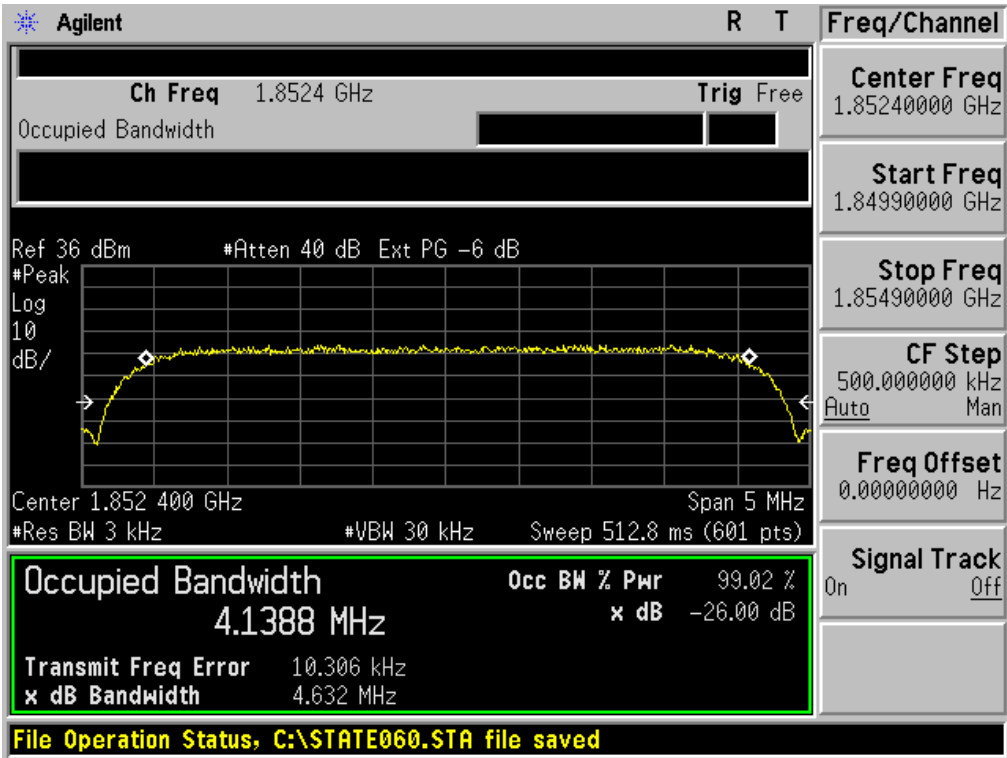 Agilent R T
Ch Freq 1.8524 GHz Trig Free
Occupied Bandwidth
Ref 36 dBm #Atten 40 dB Ext PG -6 dB
#Peak
Log
10
dB/
Center 1.852 400 GHz Span 5 MHz
#Res BW 3 kHz #VBW 30 kHz Sweep 512.8 ms (601 pts)
Occupied Bandwidth Occ BW % Pwr 99.02 %
4.1388 MHz x dB -26.00 dB
Transmit Freq Error 10.306 kHz
x dB Bandwidth 4.632 MHz
File Operation Status, C:\STATE060.STA file saved
Freq/Channel
Center Freq
1.85240000 GHz
Start Freq
1.84990000 GHz
Stop Freq
1.85490000 GHz
CF Step
500.000000 kHz
Auto Man
Freq Offset
0.00000000 Hz
Signal Track
On Off